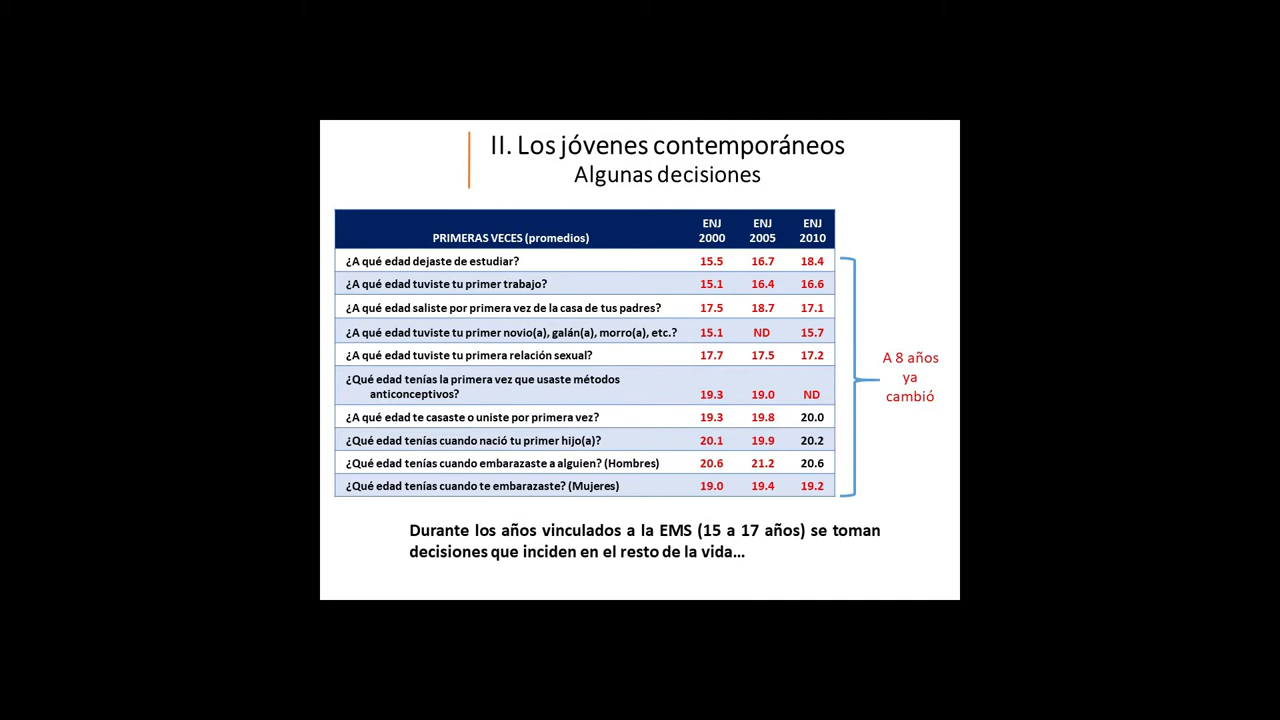 II. Los jóvenes contemporáneos
Algunas decisiones
PRIMERAS VECES (promedios) ENJ 2000 ENJ 2005 ENJ 2010
¿A qué edad dejaste de estudiar? 15.5 16.7 18.4
¿A qué edad tuviste tu primer trabajo? 15.1 16.4 16.6
¿A qué edad saliste por primera vez de la casa de tus padres? 17.5 18.7 17.1
¿A qué edad tuviste tu primer novio(a), galán(a), morro(a), etc.? 15.1 ND 15.7
¿A qué edad tuviste tu primera relación sexual? 17.7 17.5 17.2
¿Qué edad tenías la primera vez que usaste métodos
anticonceptivos? 19.3 19.0 ND
¿A qué edad te casaste o uniste por primera vez? 19.3 19.8 20.0
¿Qué edad tenías cuando nació tu primer hijo(a)? 20.1 19.9 20.2
¿Qué edad tenías cuando embarazaste a alguien? (Hombres) 20.6 21.2 20.6
¿Qué edad tenías cuando te embarazaste? (Mujeres) 19.0 19.4 19.2
A 8 años
ya
cambió
Durante los años vinculados a la EMS (15 a 17 años) se toman
decisiones que inciden en el resto de la vida…